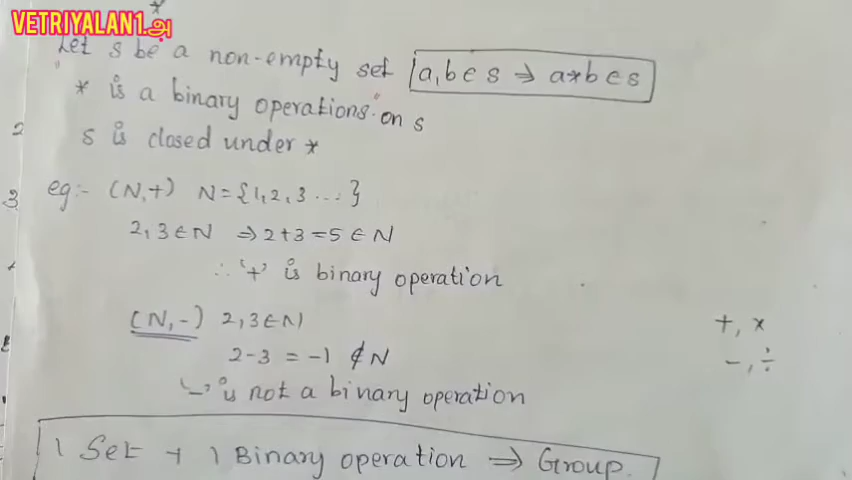 VETRIYALAN1.அ
*
Let S be a non-empty set a,b ∈ S ⇒ a*b ∈ S
* is a binary operations. on S
2
S is closed under *
3
eg:- (N,+) N={1,2,3...}
2,3∈N ⇒2+3=5 ∈ N
∴ '+' is binary operation
(N,-) 2,3∈N
+, ×
2-3 = -1 ∉ N
-, ÷
'-' is not a binary operation
1 Set + 1 Binary operation ⇒ Group.